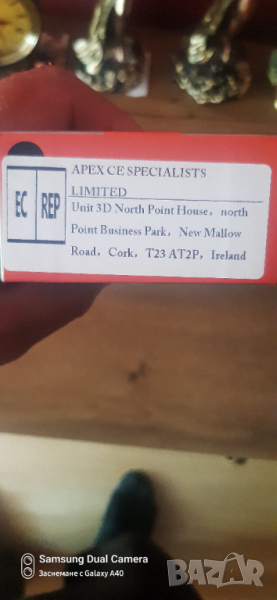 APEX CE SPECIALISTS
LIMITED
EC REP
Unit 3D North Point House, north
Point Business Park, New Mallow
Road, Cork, T23 AT2P, Ireland
Samsung Dual Camera
Заснемане с Galaxy A40
BAZAR